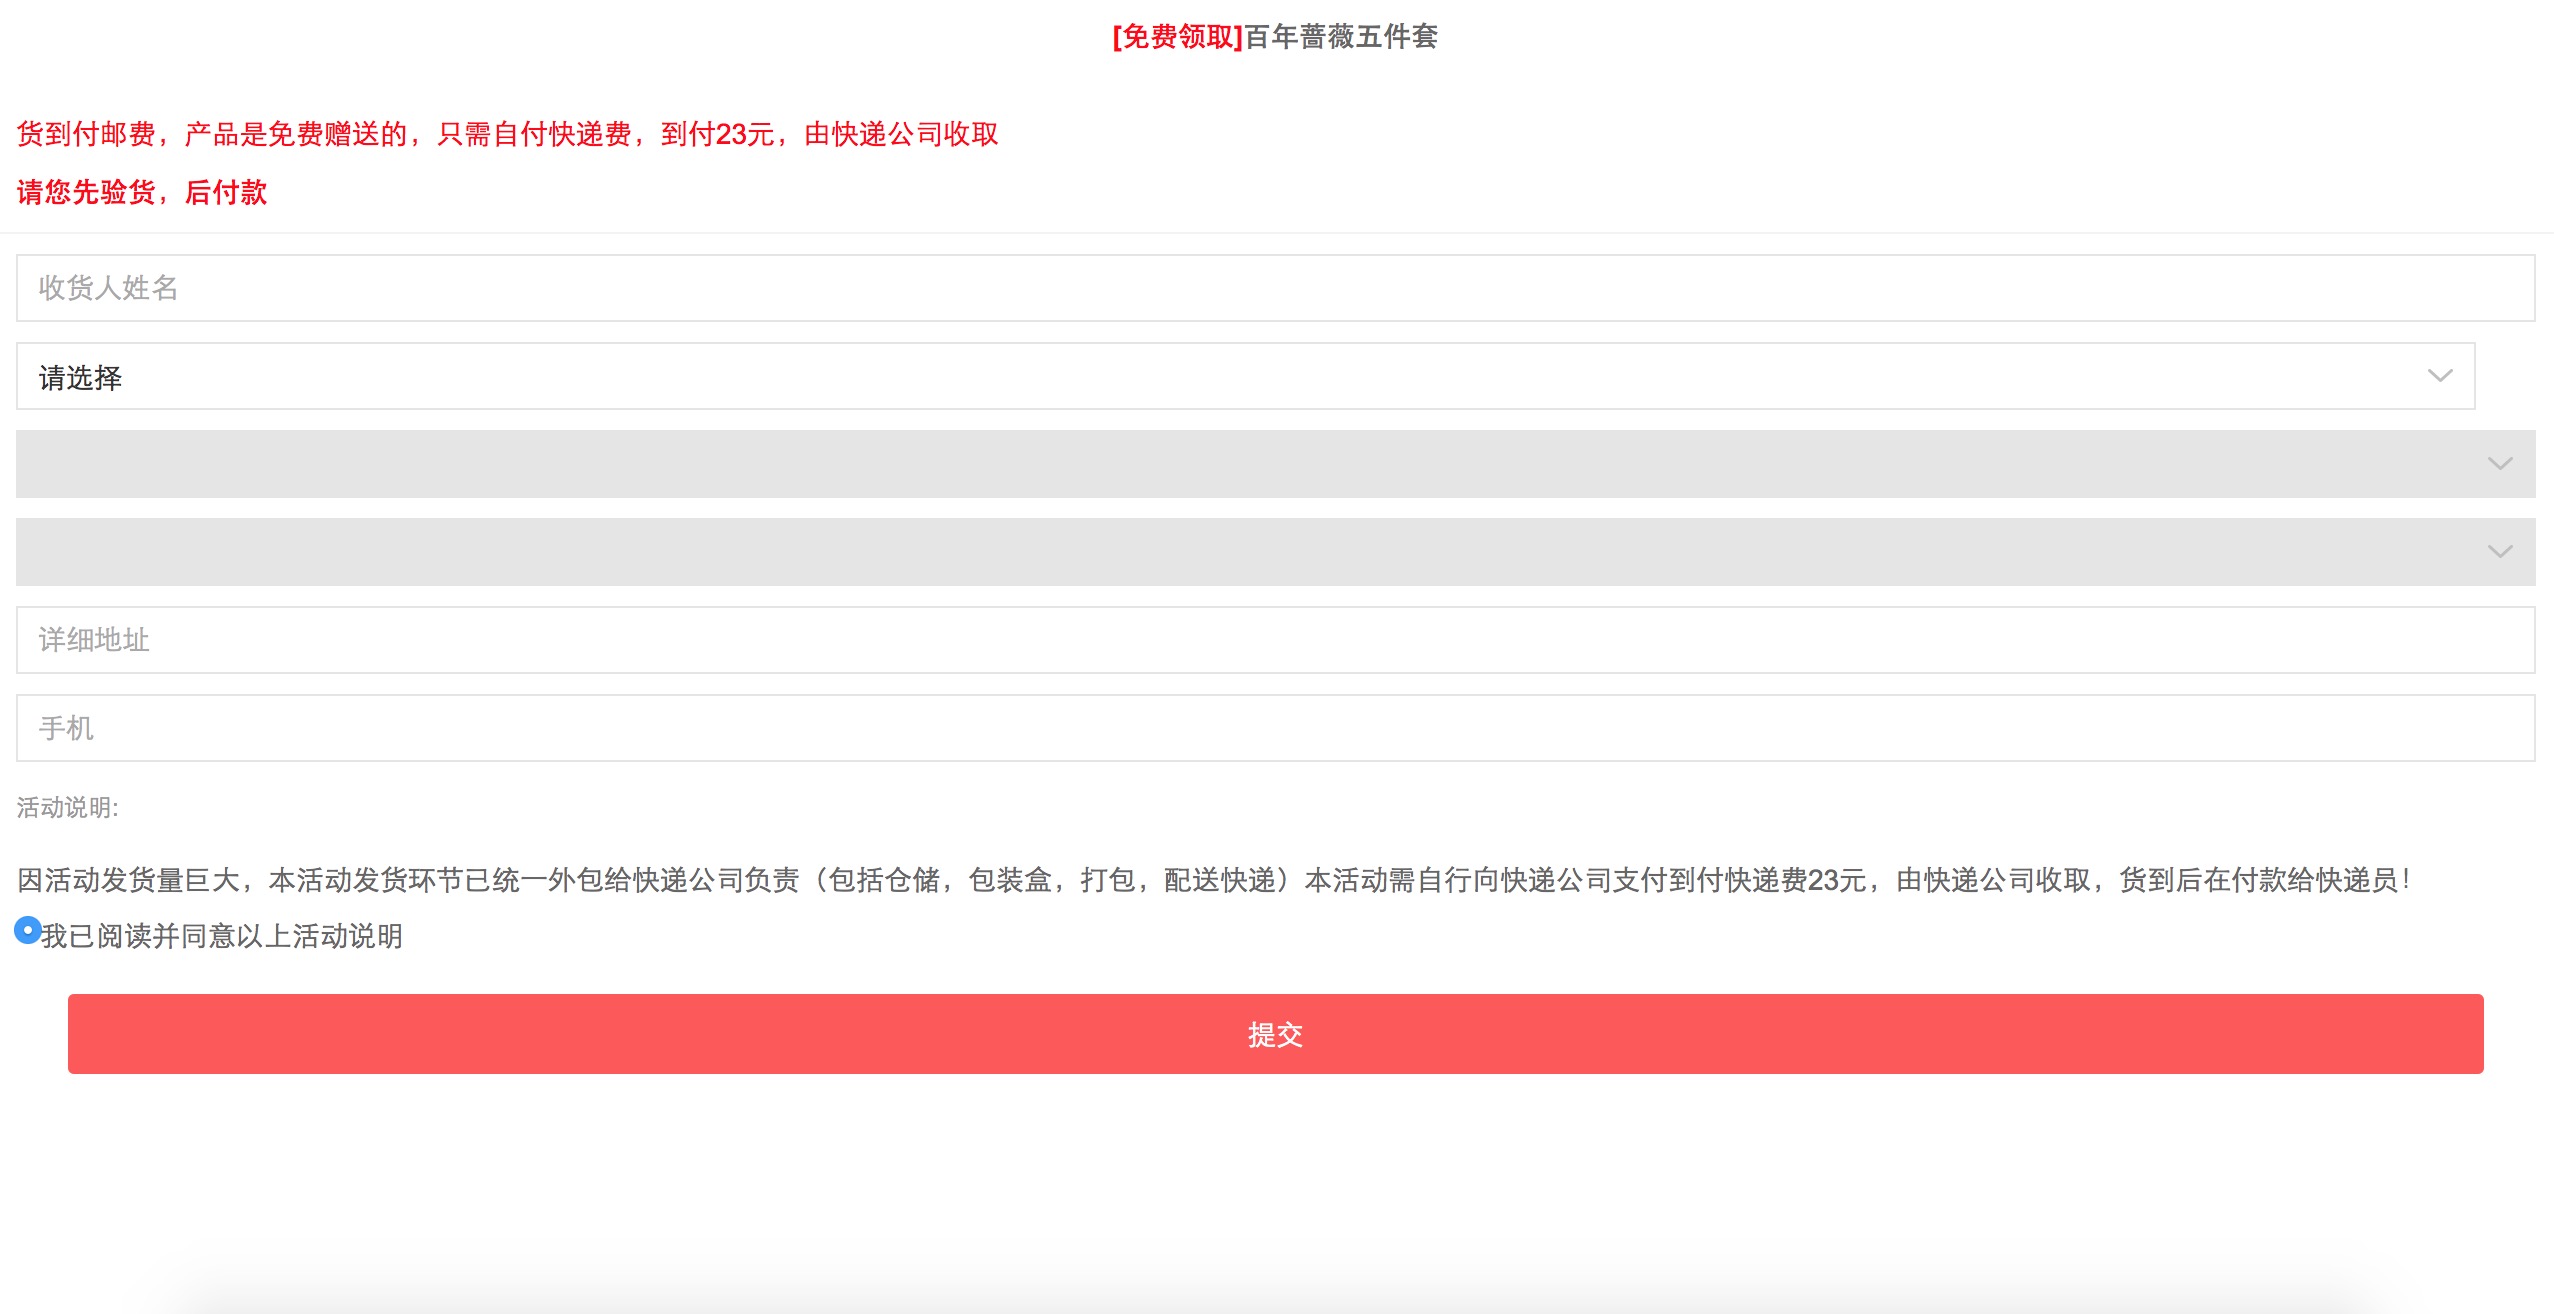 [免费领取]百年蔷薇五件套
货到付邮费，产品是免费赠送的，只需自付快递费，到付23元，由快递公司收取
请您先验货，后付款
收货人姓名
请选择
详细地址
手机
活动说明:
因活动发货量巨大，本活动发货环节已统一外包给快递公司负责（包括仓储，包装盒，打包，配送快递）本活动需自行向快递公司支付到付快递费23元，由快递公司收取，货到后在付款给快递员！
我已阅读并同意以上活动说明
提交